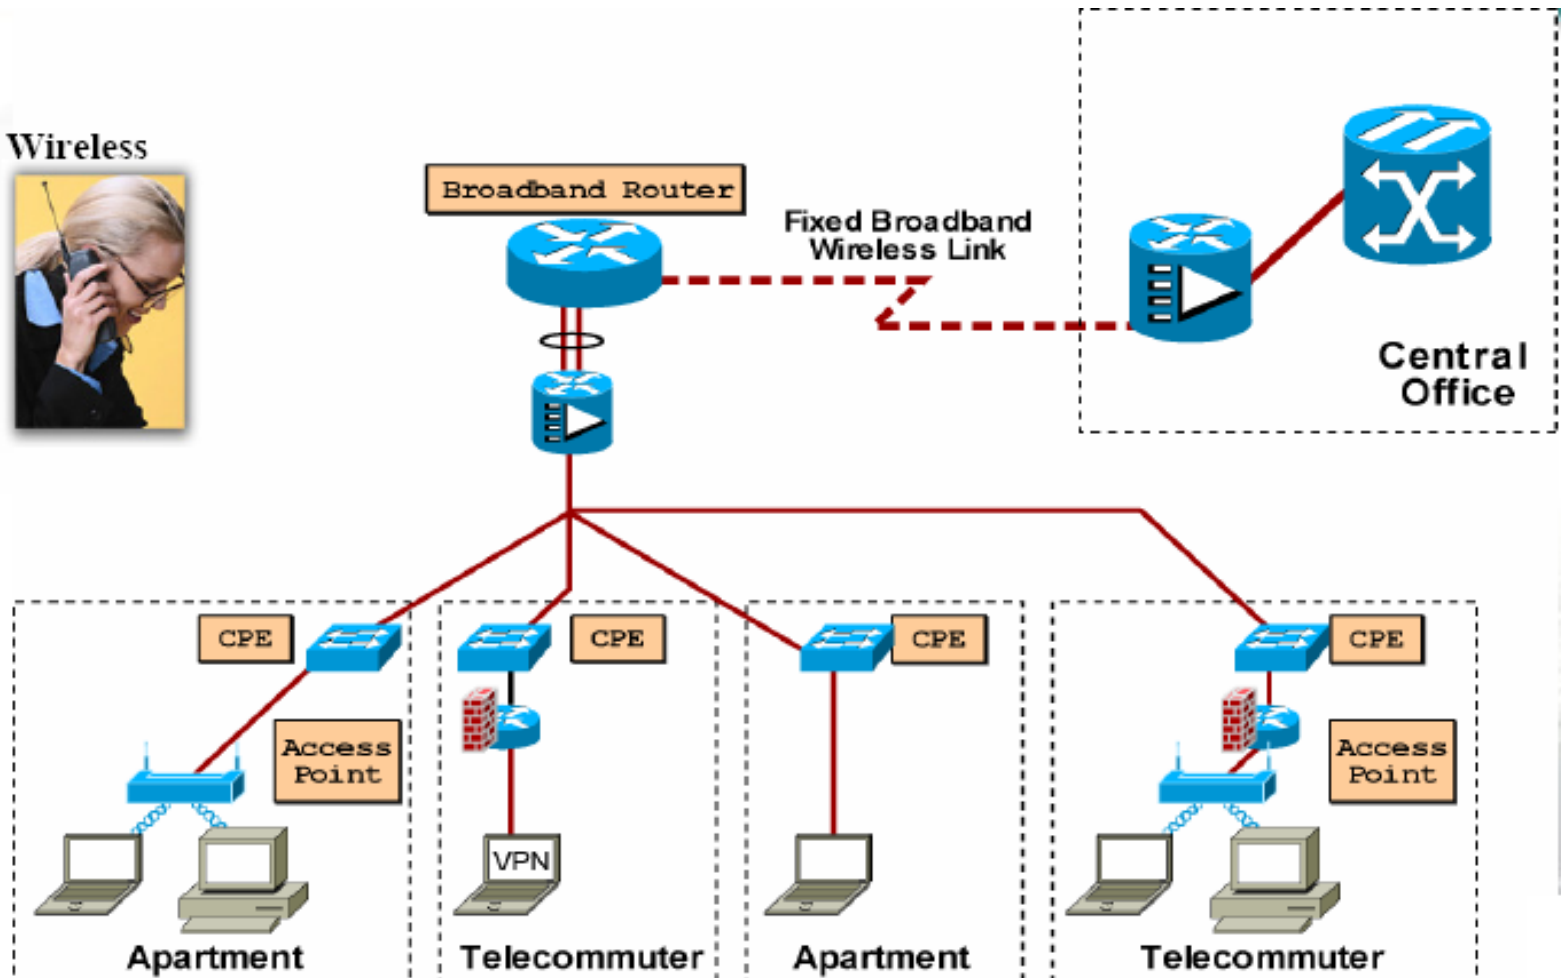 Wireless
Broadband Router
Fixed Broadband
Wireless Link
Central
Office
CPE
CPE
CPE
CPE
Access
Point
Access
Point
VPN
Apartment
Telecommuter
Apartment
Telecommuter